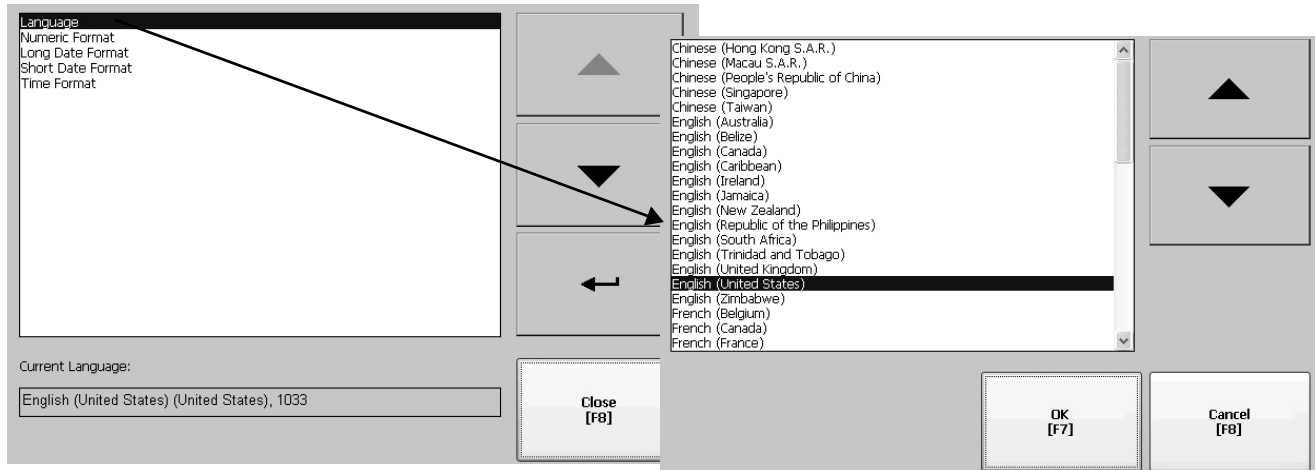 Language
Numeric Format
Long Date Format
Short Date Format
Time Format
Current Language:
English (United States) (United States), 1033
Close
[F8]
Chinese (Hong Kong S.A.R.)
Chinese (Macau S.A.R.)
Chinese (People's Republic of China)
Chinese (Singapore)
Chinese (Taiwan)
English (Australia)
English (Belize)
English (Canada)
English (Caribbean)
English (Ireland)
English (Jamaica)
English (New Zealand)
English (Republic of the Philippines)
English (South Africa)
English (Trinidad and Tobago)
English (United Kingdom)
English (United States)
English (Zimbabwe)
French (Belgium)
French (Canada)
French (France)
OK
[F7]
Cancel
[F8]